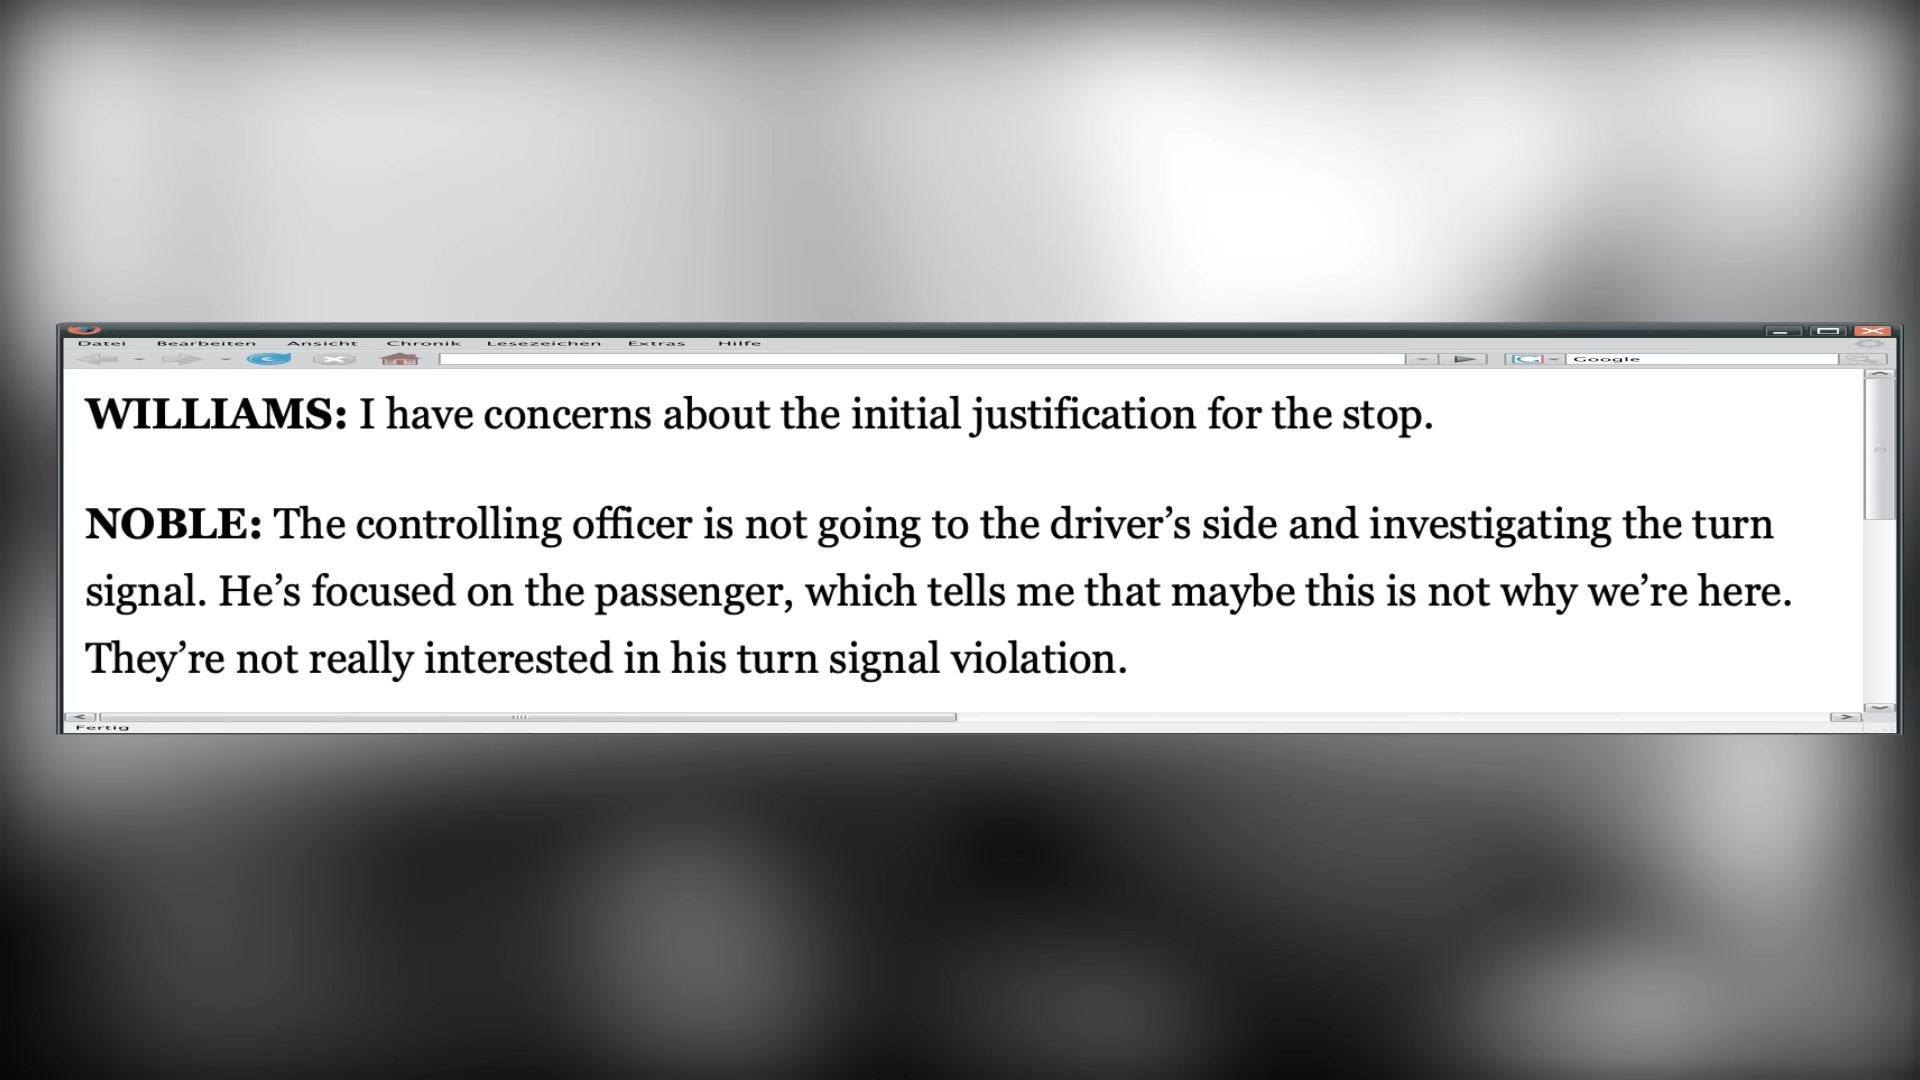 Datei Bearbeiten Ansicht Chronik Lesezeichen Extras Hilfe
Google
WILLIAMS: I have concerns about the initial justification for the stop.
NOBLE: The controlling officer is not going to the driver’s side and investigating the turn
signal. He’s focused on the passenger, which tells me that maybe this is not why we’re here.
They’re not really interested in his turn signal violation.
Fertig